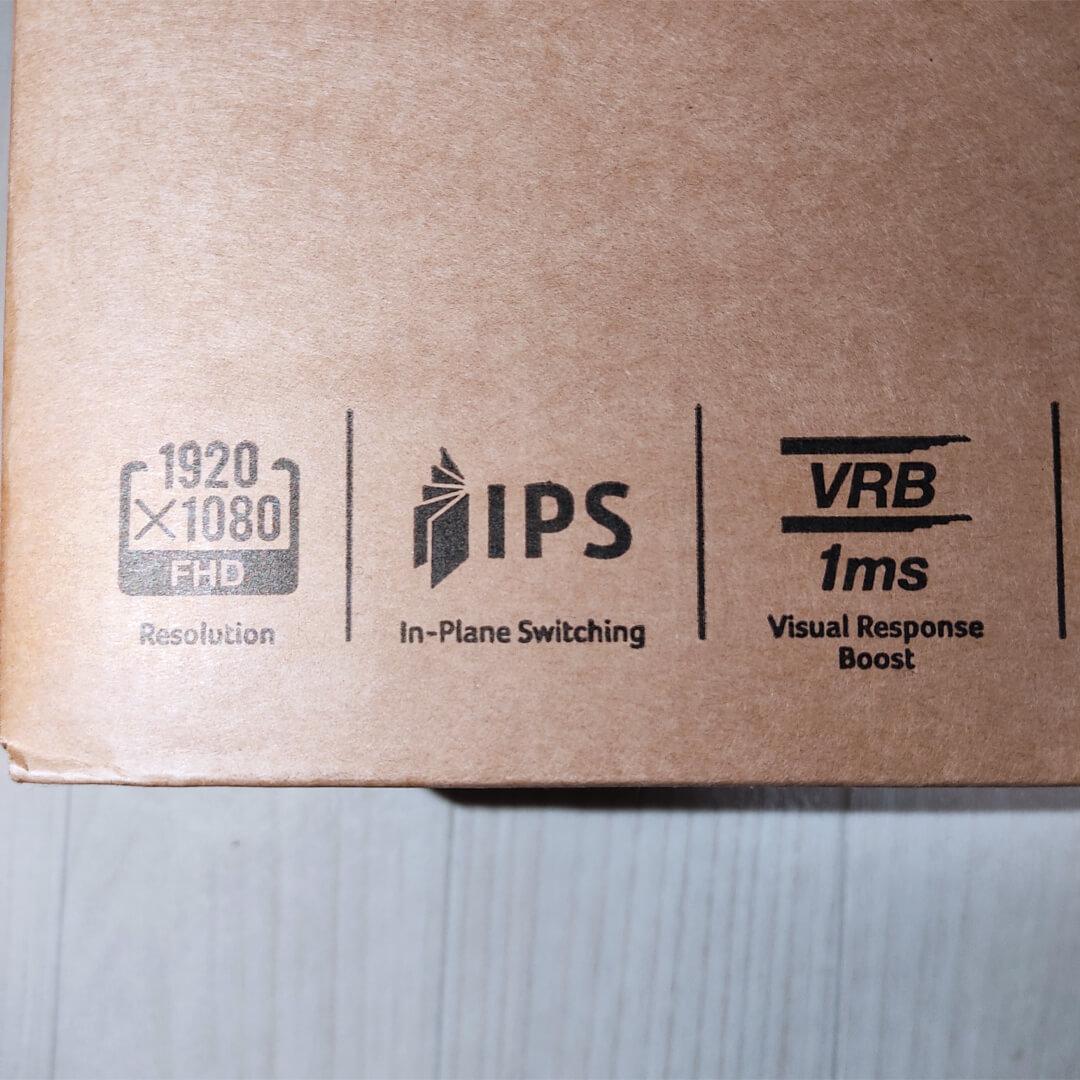 1920
×1080
FHD
Resolution
IPS
In-Plane Switching
VRB
1ms
Visual Response
Boost